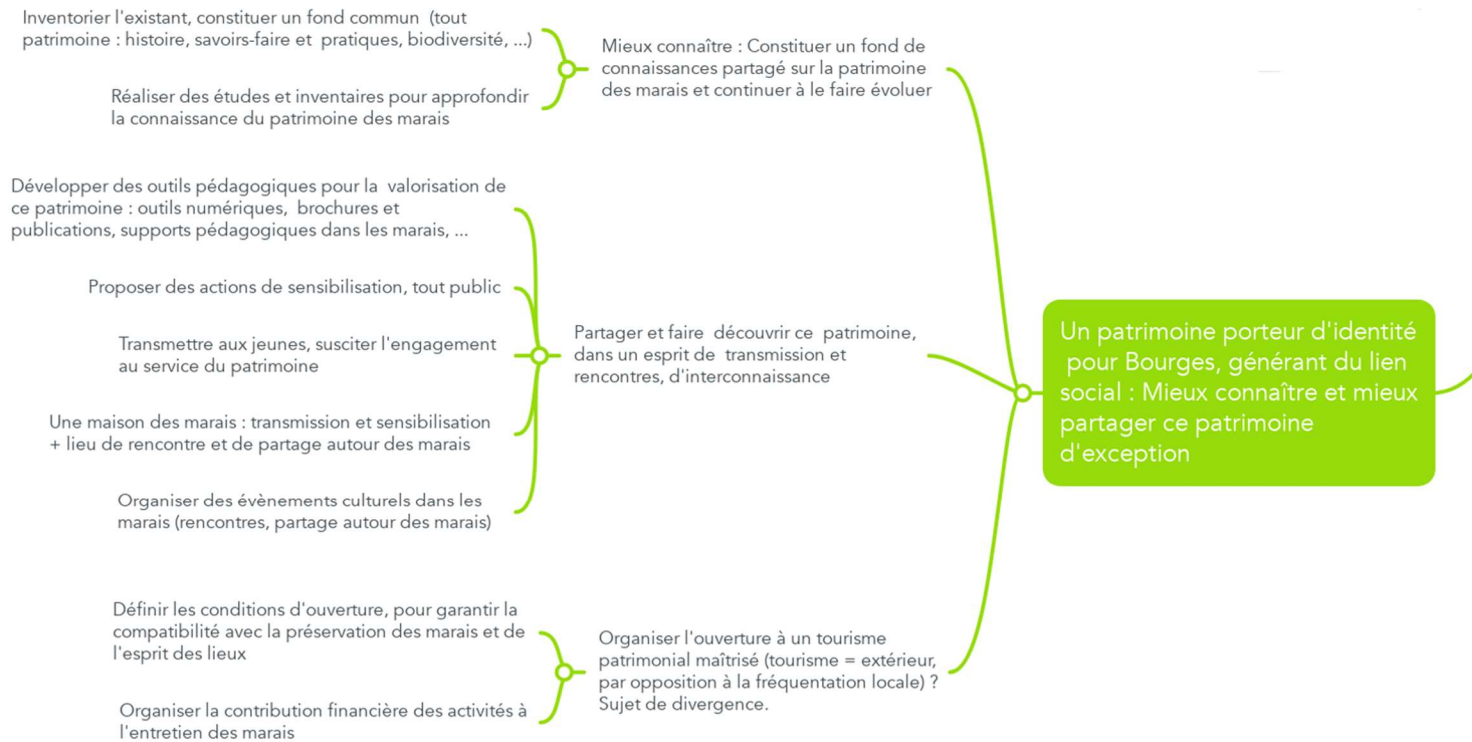 Inventorier l'existant, constituer un fond commun (tout
patrimoine : histoire, savoirs-faire et pratiques, biodiversité, ...)
Réaliser des études et inventaires pour approfondir
la connaissance du patrimoine des marais
Mieux connaître : Constituer un fond de
connaissances partagé sur la patrimoine
des marais et continuer à le faire évoluer
Développer des outils pédagogiques pour la valorisation de
ce patrimoine : outils numériques, brochures et
publications, supports pédagogiques dans les marais, ...
Proposer des actions de sensibilisation, tout public
Transmettre aux jeunes, susciter l'engagement
au service du patrimoine
Une maison des marais : transmission et sensibilisation
+ lieu de rencontre et de partage autour des marais
Organiser des évènements culturels dans les
marais (rencontres, partage autour des marais)
Partager et faire découvrir ce patrimoine,
dans un esprit de transmission et
rencontres, d'interconnaissance
Définir les conditions d'ouverture, pour garantir la
compatibilité avec la préservation des marais et de
l'esprit des lieux
Organiser la contribution financière des activités à
l'entretien des marais
Organiser l'ouverture à un tourisme
patrimonial maîtrisé (tourisme = extérieur,
par opposition à la fréquentation locale) ?
Sujet de divergence.
Un patrimoine porteur d'identité
pour Bourges, générant du lien
social : Mieux connaître et mieux
partager ce patrimoine
d'exception